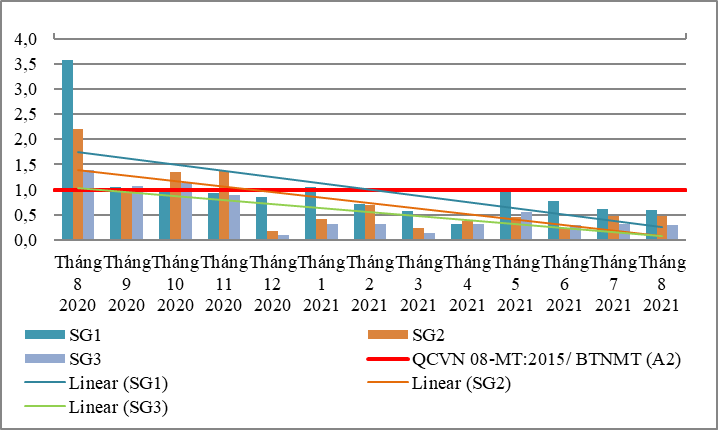 4,0
3,5
3,0
2,5
2,0
1,5
1,0
0,5
0,0
Tháng Tháng Tháng Tháng Tháng Tháng Tháng Tháng Tháng Tháng Tháng Tháng Tháng
8 9 10 11 12 1 2 3 4 5 6 7 8
2020 2020 2020 2020 2020 2021 2021 2021 2021 2021 2021 2021 2021
SG1 SG2
SG3 QCVN 08-MT:2015/ BTNMT (A2)
Linear (SG1) Linear (SG2)
Linear (SG3)